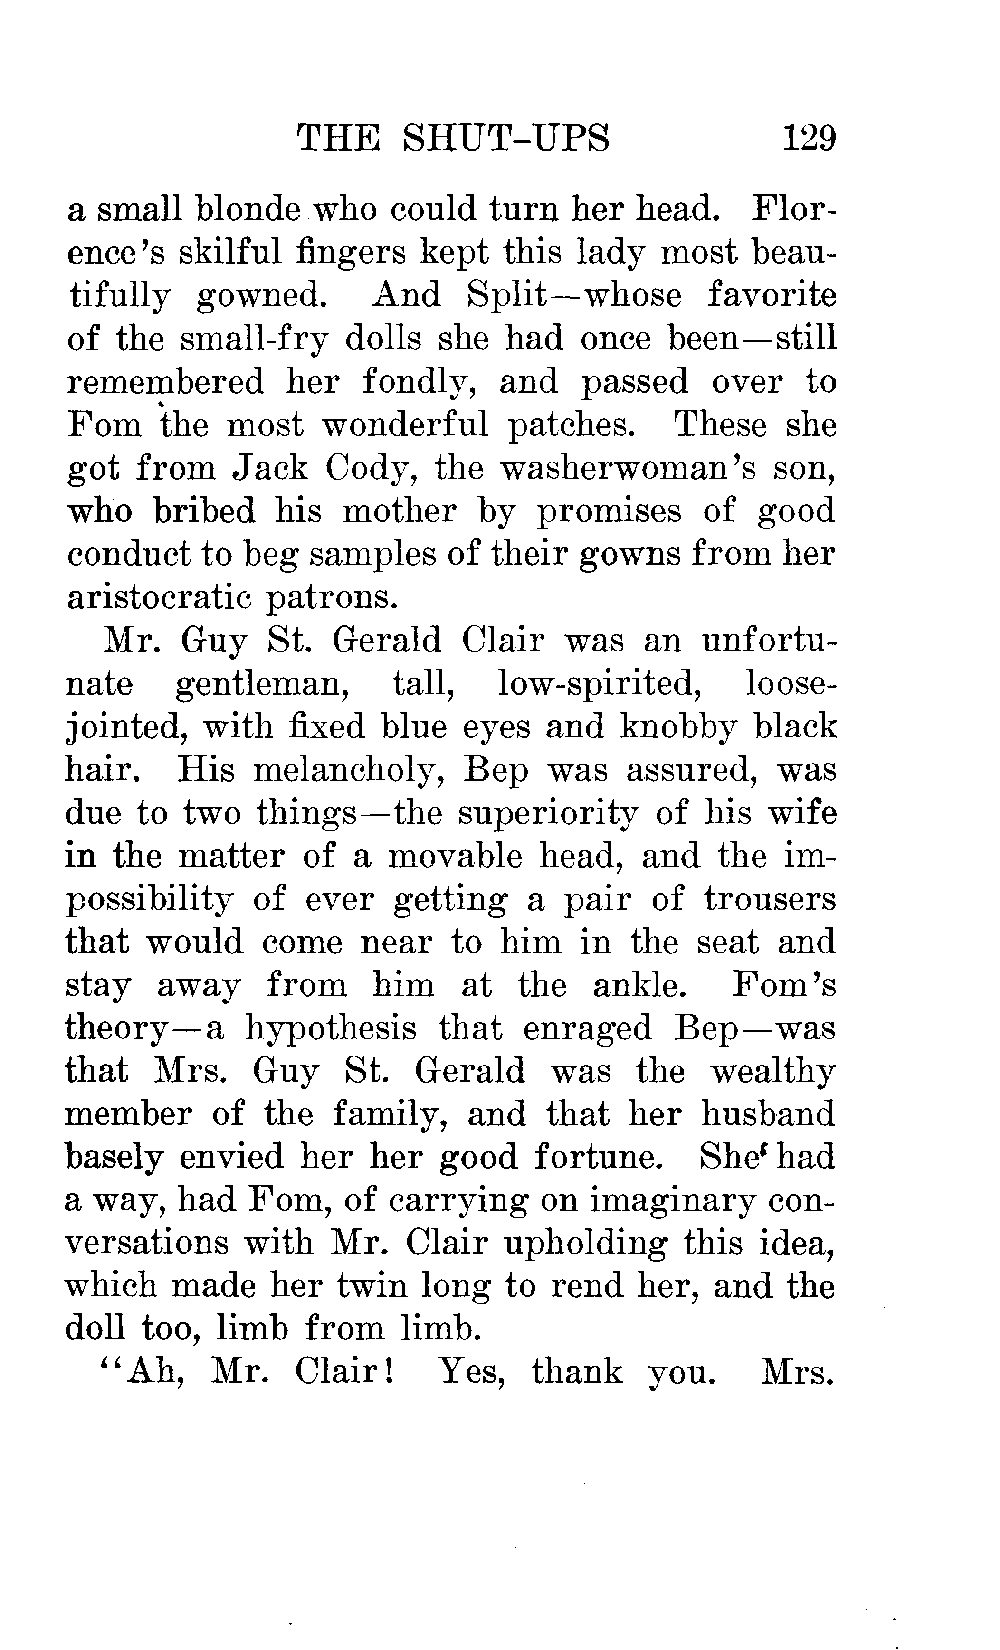 THE SHUT-UPS 129
a small blonde who could turn her head. Flor-
ence's skilful fingers kept this lady most beau-
tifully gowned. And Split—whose favorite
of the small-fry dolls she had once been—still
remembered her fondly, and passed over to
Fom the most wonderful patches. These she
got from Jack Cody, the washerwoman's son,
who bribed his mother by promises of good
conduct to beg samples of their gowns from her
aristocratic patrons.
Mr. Guy St. Gerald Clair was an unfortu-
nate gentleman, tall, low-spirited, loose-
jointed, with fixed blue eyes and knobby black
hair. His melancholy, Bep was assured, was
due to two things—the superiority of his wife
in the matter of a movable head, and the im-
possibility of ever getting a pair of trousers
that would come near to him in the seat and
stay away from him at the ankle. Fom's
theory—a hypothesis that enraged Bep—was
that Mrs. Guy St. Gerald was the wealthy
member of the family, and that her husband
basely envied her her good fortune. She had
a way, had Fom, of carrying on imaginary con-
versations with Mr. Clair upholding this idea,
which made her twin long to rend her, and the
doll too, limb from limb.
"Ah, Mr. Clair! Yes, thank you. Mrs.